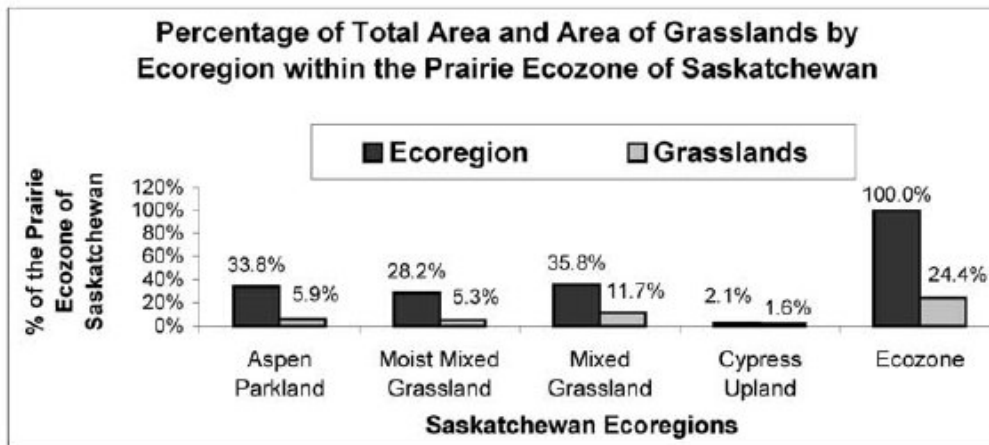 Percentage of Total Area and Area of Grasslands by
Ecoregion within the Prairie Ecozone of Saskatchewan
Ecoregion Grasslands
% of the Prairie
Ecozone of
Saskatchewan
120%
100%
80%
60%
40%
20%
0%
33.8% 5.9%
28.2% 5.3%
35.8% 11.7%
2.1% 1.6%
100.0% 24.4%
Aspen
Parkland
Moist Mixed
Grassland
Mixed
Grassland
Cypress
Upland
Ecozone
Saskatchewan Ecoregions